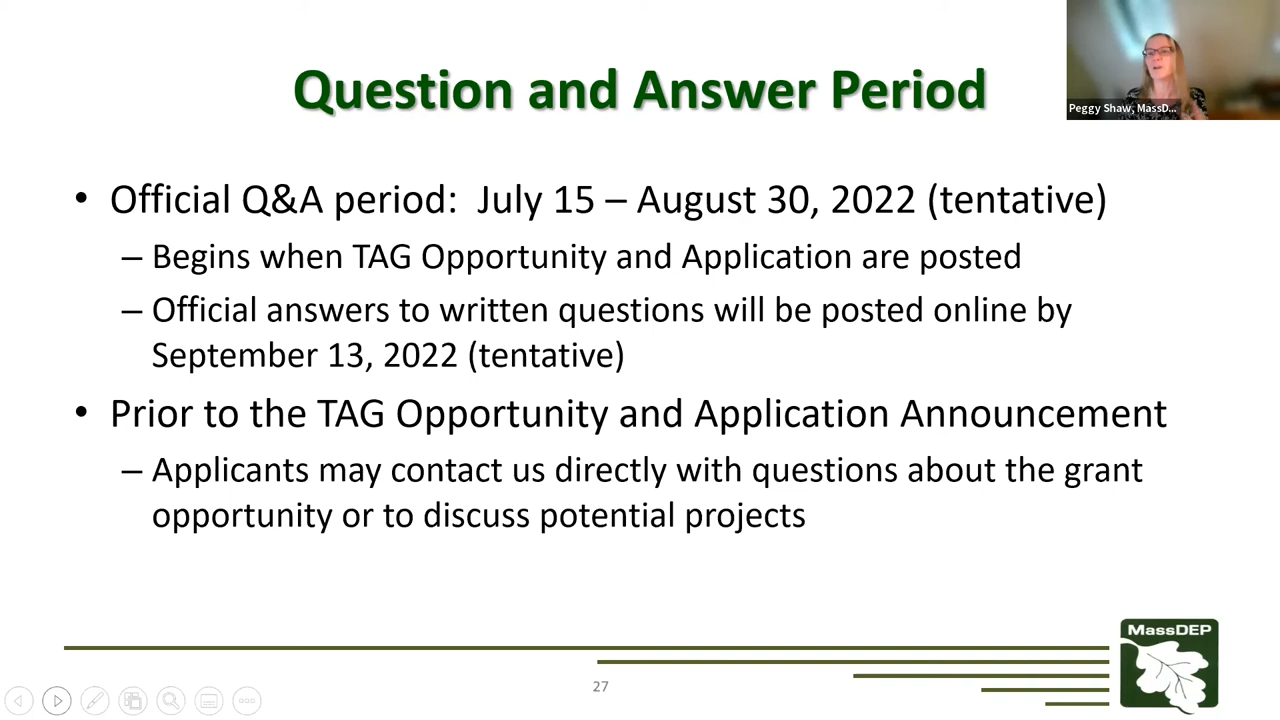 Question and Answer Period
Peggy Shaw, MassD...
• Official Q&A period:  July 15 – August 30, 2022 (tentative)
– Begins when TAG Opportunity and Application are posted
– Official answers to written questions will be posted online by
September 13, 2022 (tentative)
• Prior to the TAG Opportunity and Application Announcement
– Applicants may contact us directly with questions about the grant
opportunity or to discuss potential projects
MassDEP
27